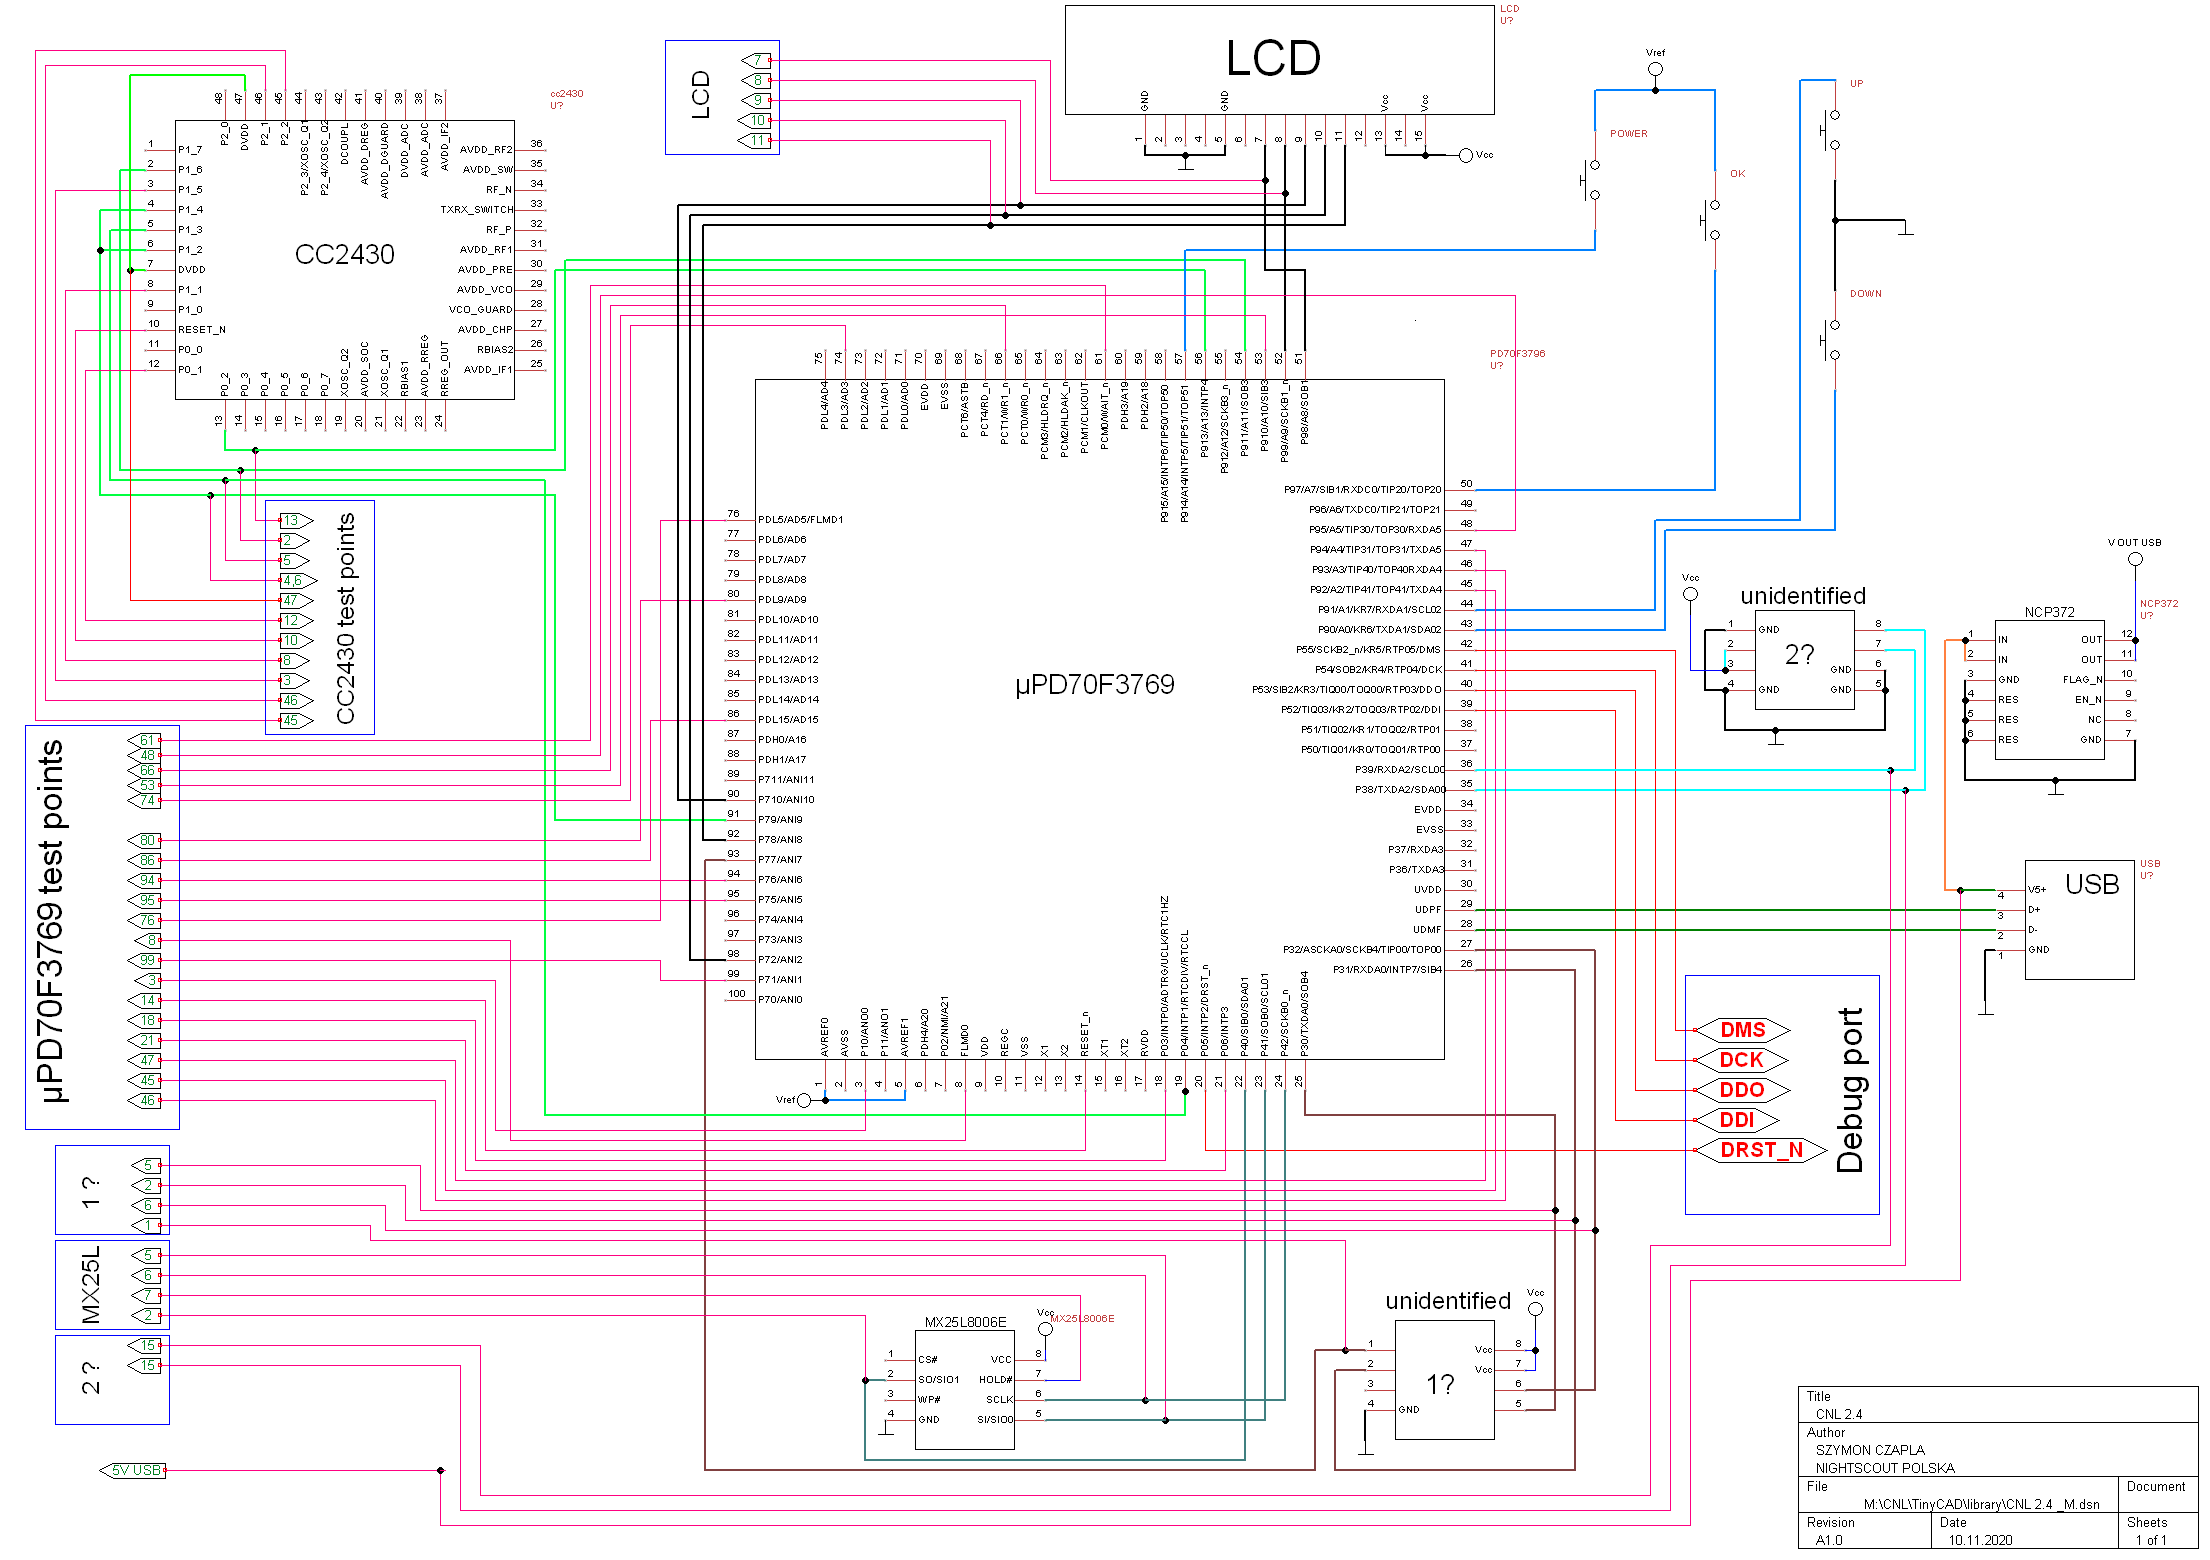 LCD
U?
LCD
GND
GND
Vcc
Vcc
1
2
3
4
5
6
7
8
9
10
11
12
13
14
15
Vcc
LCD
7
8
9
10
11
Vref
POWER
OK
UP
DOWN
cc2430
U?
CC2430
48
47
46
45
44
43
42
41
40
39
38
37
P2_0
DVDD
P2_1
P2_2
P2_3/XOSC_Q1
P2_4/XOSC_Q2
DCOUPL
AVDD_DREG
AVDD_DGUARD
DVDD_ADC
AVDD_ADC
AVDD_IF2
1 P1_7
2 P1_6
3 P1_5
4 P1_4
5 P1_3
6 P1_2
7 DVDD
8 P1_1
9 P1_0
10 RESET_N
11 P0_0
12 P0_1
AVDD_RF2 36
AVDD_SW 35
RF_N 34
TXRX_SWITCH 33
RF_P 32
AVDD_RF1 31
AVDD_PRE 30
AVDD_VCO 29
VCO_GUARD 28
AVDD_CHP 27
RBIAS2 26
AVDD_IF1 25
P0_2
P0_3
P0_4
P0_5
P0_6
P0_7
XOSC_Q2
AVDD_SOC
XOSC_Q1
RBIAS1
AVDD_RREG
RREG_OUT
13
14
15
16
17
18
19
20
21
22
23
24
CC2430 test points
13
2
5
4,6
47
12
10
8
3
46
45
µPD70F3769 test points
61
48
66
53
74
80
86
94
95
76
8
99
3
14
18
21
47
45
46
PD70F3796
U?
µPD70F3769
75
74
73
72
71
70
69
68
67
66
65
64
63
62
61
60
59
58
57
56
55
54
53
52
51
PDL4/AD4
PDL3/AD3
PDL2/AD2
PDL1/AD1
PDL0/AD0
EVDD
EVSS
PCT6/ASTB
PCT4/RD_n
PCT1/WR1_n
PCT0/WR0_n
PCM3/HLDRQ_n
PCM2/HLDAK_n
PCM1/CLKOUT
PCM0/WAIT_n
PDH3/A19
PDH2/A18
P915/A15/INTP6/TIP50/TOP50
P914/A14/INTP5/TIP51/TOP51
P913/A13/INTP4
P912/A12/SCKB3_n
P911/A11/SOB3
P910/A10/SIB3
P99/A9/SCKB1_n
P98/A8/SOB1
76 PDL5/AD5/FLMD1
77 PDL6/AD6
78 PDL7/AD7
79 PDL8/AD8
80 PDL9/AD9
81 PDL10/AD10
82 PDL11/AD11
83 PDL12/AD12
84 PDL13/AD13
85 PDL14/AD14
86 PDL15/AD15
87 PDH0/A16
88 PDH1/A17
89 P711/ANI11
90 P710/ANI10
91 P79/ANI9
92 P78/ANI8
93 P77/ANI7
94 P76/ANI6
95 P75/ANI5
96 P74/ANI4
97 P73/ANI3
98 P72/ANI2
99 P71/ANI1
100 P70/ANI0
P97/A7/SIB1/RXDC0/TIP20/TOP20 50
P96/A6/TXDC0/TIP21/TOP21 49
P95/A5/TIP30/TOP30/RXDA5 48
P94/A4/TIP31/TOP31/TXDA5 47
P93/A3/TIP40/TOP40RXDA4 46
P92/A2/TIP41/TOP41/TXDA4 45
P91/A1/KR7/RXDA1/SCL02 44
P90/A0/KR6/TXDA1/SDA02 43
P55/SCKB2_n/KR5/RTP05/DMS 42
P54/SOB2/KR4/RTP04/DCK 41
P53/SIB2/KR3/TIQ00/TOQ00/RTP03/DDO 40
P52/TIQ03/KR2/TOQ03/RTP02/DDI 39
P51/TIQ02/KR1/TOQ02/RTP01 38
P50/TIQ01/KR0/TOQ01/RTP00 37
P39/RXDA2/SCL00 36
P38/TXDA2/SDA00 35
EVDD 34
EVSS 33
P37/RXDA3 32
P36/TXDA3 31
UVDD 30
UDPF 29
UDMF 28
P32/ASCKA0/SCKB4/TIP00/TOP00 27
P31/RXDA0/INTP7/SIB4 26
AVREF0
AVSS
P10/ANO0
P11/ANO1
AVREF1
PDH4/A20
P02/NMI/A21
FLMD0
VDD
REGC
VSS
X1
X2
RESET_n
XT1
XT2
RVDD
P03/INTP0/ADTRG/UCLK/RTC1HZ
P04/INTP1/RTCDIV/RTCCL
P05/INTP2/DRST_n
P06/INTP3
P40/SIB0/SDA01
P41/SOB0/SCL01
P42/SCKB0_n
P30/TXDA0/SOB4
1
2
3
4
5
6
7
8
9
10
11
12
13
14
15
16
17
18
19
20
21
22
23
24
25
Vref
Vcc
unidentified
2?
1 GND
2
3
4 GND
8
7
GND 6
GND 5
V OUT USB
NCP372
NCP372
U?
1 IN
2 IN
3 GND
4 RES
5 RES
6 RES
OUT 12
OUT 11
FLAG_N 10
EN_N 9
NC 8
GND 7
USB
U?
USB
4 V5+
3 D+
2 D-
1 GND
Debug port
DMS
DCK
DDO
DDI
DRST_N
1 ?
5
2
6
1
MX25L
5
6
7
2
2 ?
15
15
5V USB
MX25L8006E
Vcc
MX25L8006E
1 CS#
2 SO/SIO1
3 WP#
4 GND
VCC 8
HOLD# 7
SCLK 6
SI/SIO0 5
unidentified
Vcc
1?
1
2
3
4 GND
Vcc 8
Vcc 7
6
5
Title
CNL 2.4
Author
SZYMON CZAPLA
NIGHTSCOUT POLSKA
File
Document
M:\CNL\TinyCAD\library\CNL 2.4 _M.dsn
Revision
Date
Sheets
A1.0
10.11.2020
1 of 1